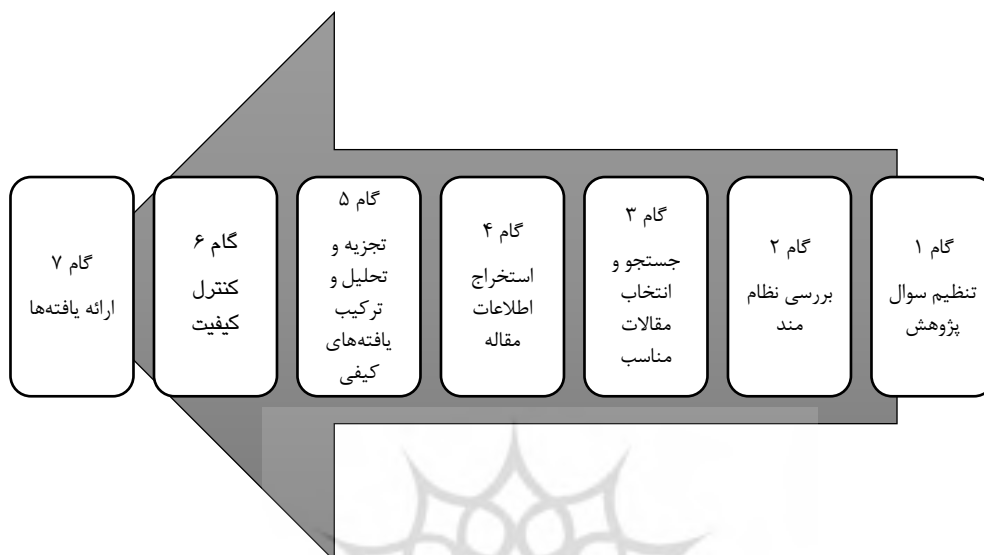 گام ۱
تنظیم سوال
پژوهش
گام ۲
بررسی نظام
مند
گام ۳
جستجو و
انتخاب
مقالات
مناسب
گام ۴
استخراج
اطلاعات
مقاله
گام ۵
تجزیه و
تحلیل و
ترکیب
یافته‌های
کیفی
گام ۶
کنترل
کیفیت
گام ۷
ارائه یافته‌ها